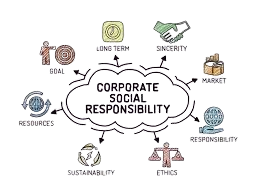 LONG TERM
SINCERITY
GOAL
MARKET
CORPORATE
SOCIAL
RESPONSIBILITY
RESOURCES
RESPONSIBILITY
SUSTAINABILITY
ETHICS